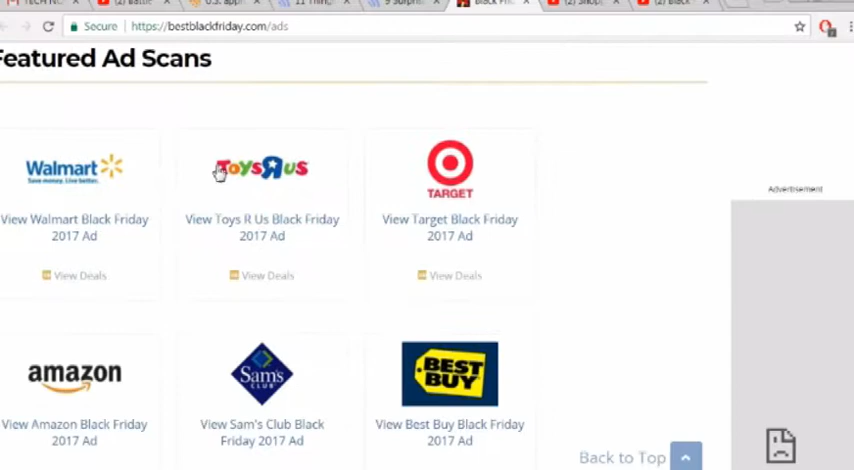 Secure | https://bestblackfriday.com/ads
Featured Ad Scans
Walmart
Save money. Live better.
ToysЯus
TARGET
Advertisement
View Walmart Black Friday
2017 Ad
View Toys R Us Black Friday
2017 Ad
View Target Black Friday
2017 Ad
View Deals
View Deals
View Deals
amazon
Sam's
CLUB
BEST
BUY
View Amazon Black Friday
2017 Ad
View Sam's Club Black
Friday 2017 Ad
View Best Buy Black Friday
2017 Ad
Back to Top